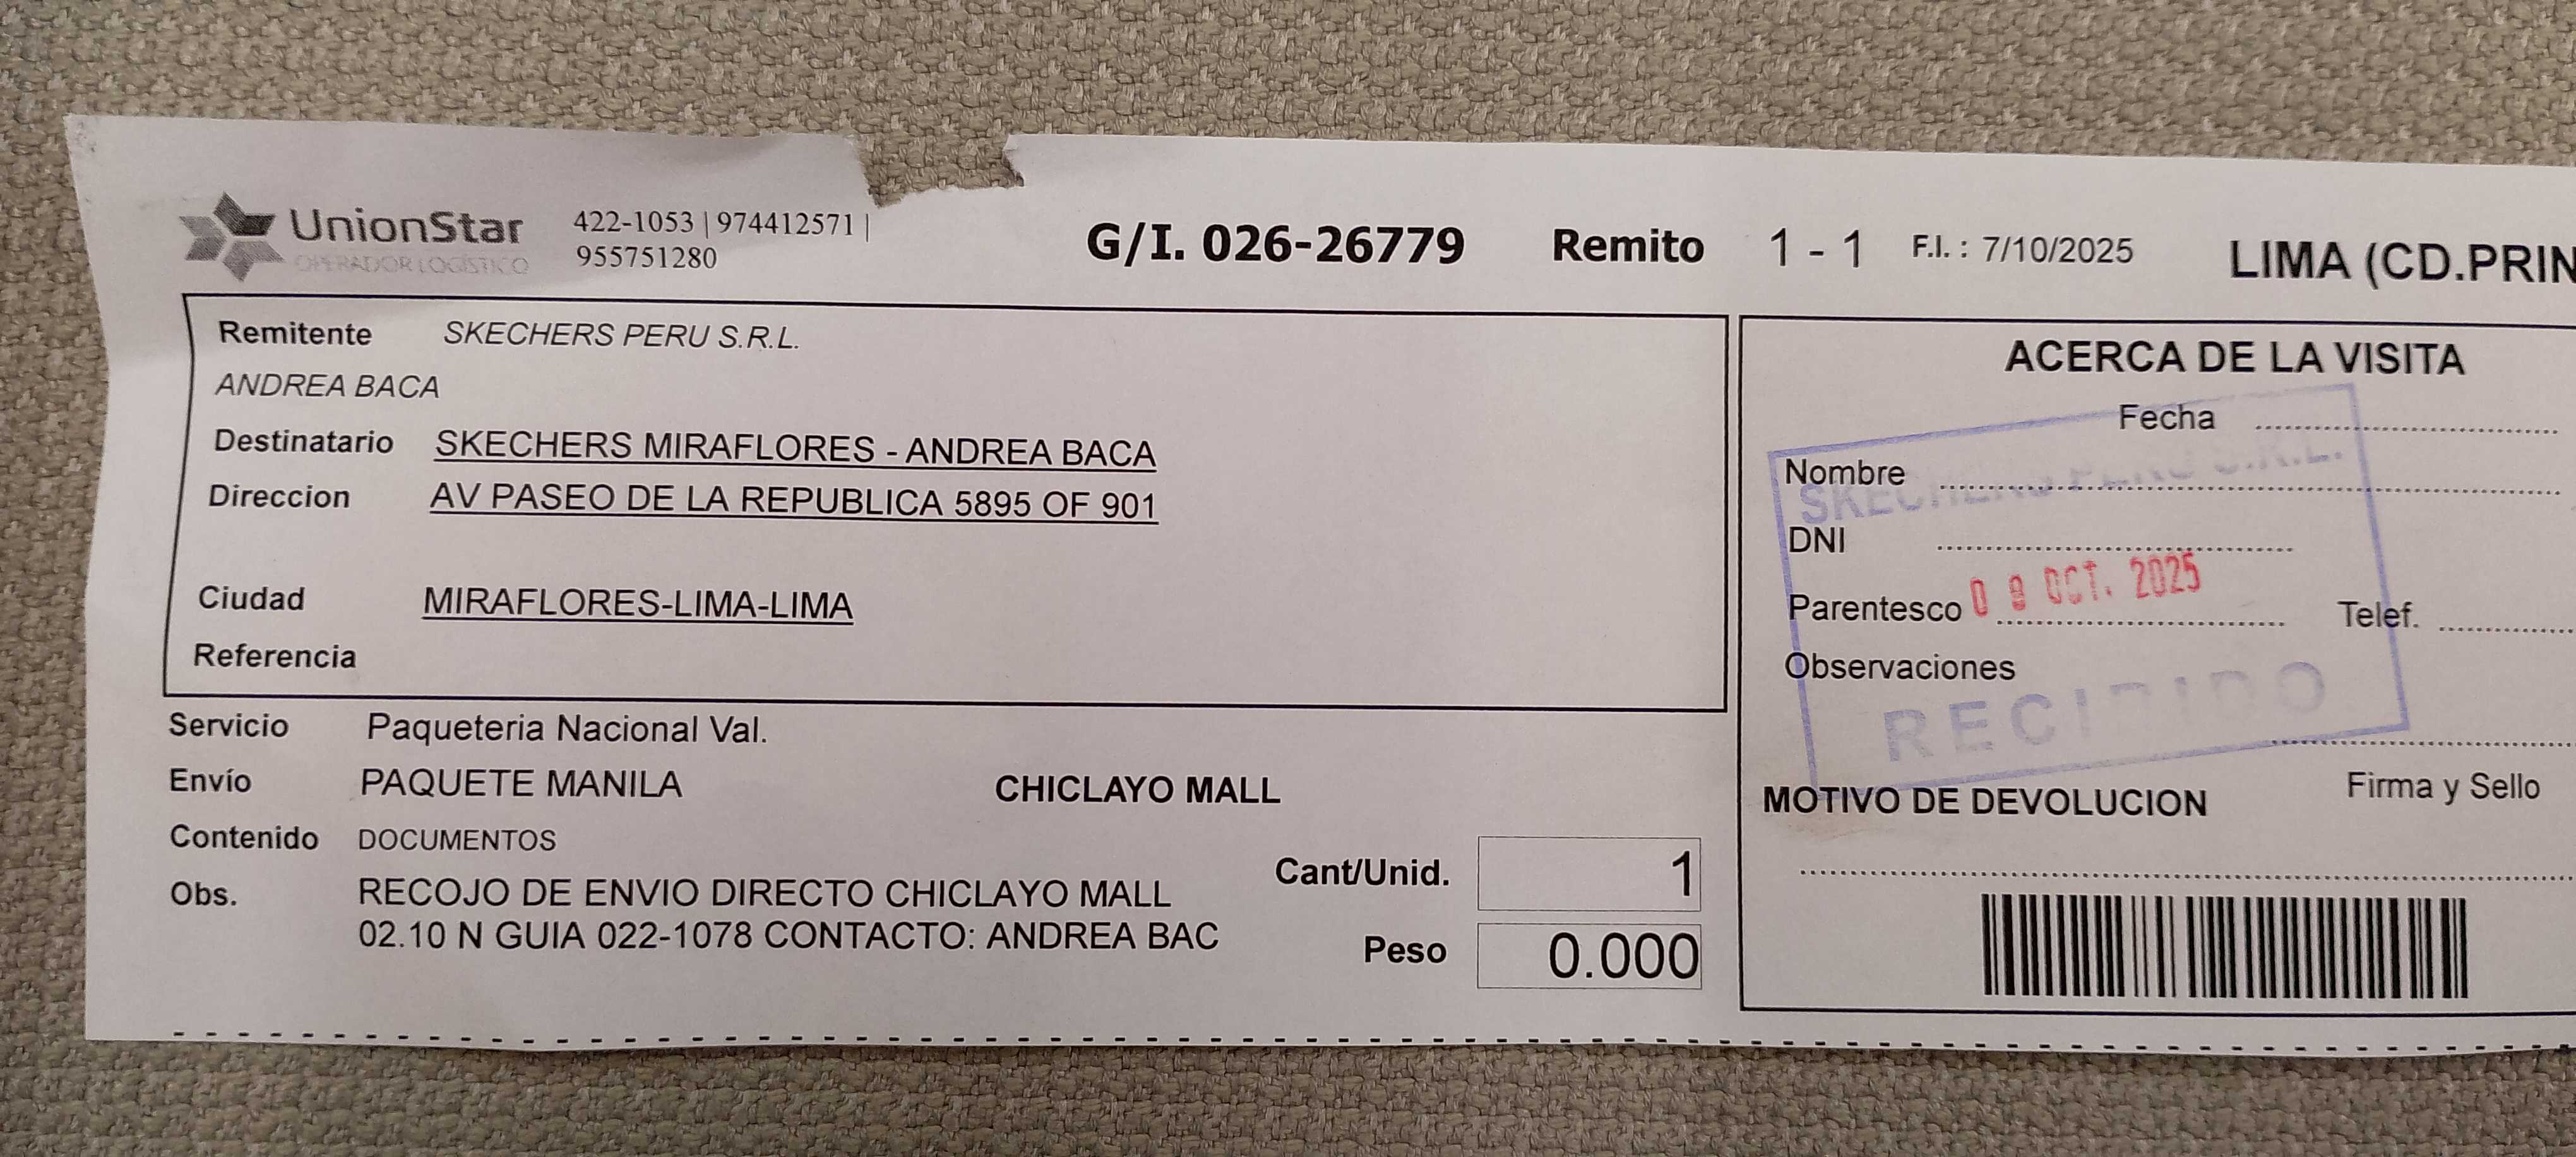 UnionStar
OPERADOR LOGÍSTICO
422-1053 | 974412571 |
955751280
G/I. 026-26779 Remito 1 - 1 F.I. : 7/10/2025 LIMA (CD.PRIN
Remitente SKECHERS PERU S.R.L.
ANDREA BACA
Destinatario SKECHERS MIRAFLORES - ANDREA BACA
Direccion AV PASEO DE LA REPUBLICA 5895 OF 901
Ciudad MIRAFLORES-LIMA-LIMA
Referencia
Servicio Paqueteria Nacional Val.
Envío PAQUETE MANILA CHICLAYO MALL
Contenido DOCUMENTOS
Obs. RECOJO DE ENVIO DIRECTO CHICLAYO MALL
02.10 N GUIA 022-1078 CONTACTO: ANDREA BAC
Cant/Unid. 1
Peso 0.000
ACERCA DE LA VISITA
Fecha
Nombre
SKECHERS PERU S.R.L.
DNI
OCT. 2025
Parentesco
Telef.
Observaciones
RECIBIDO
Firma y Sello
MOTIVO DE DEVOLUCION